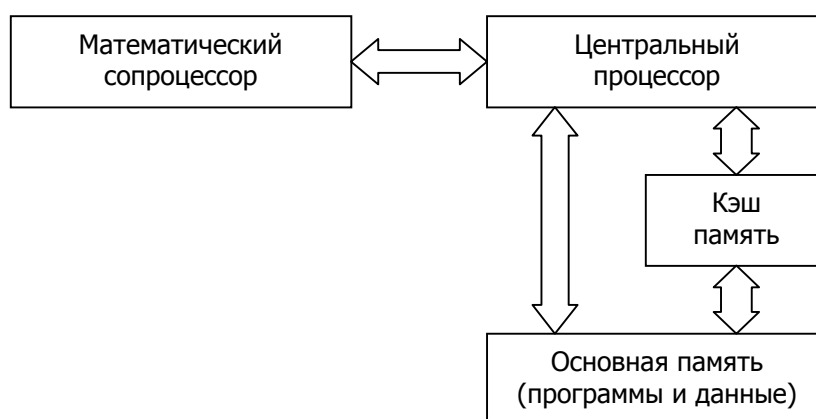 Математический
сопроцессор
Центральный
процессор
Кэш
память
Основная память
(программы и данные)